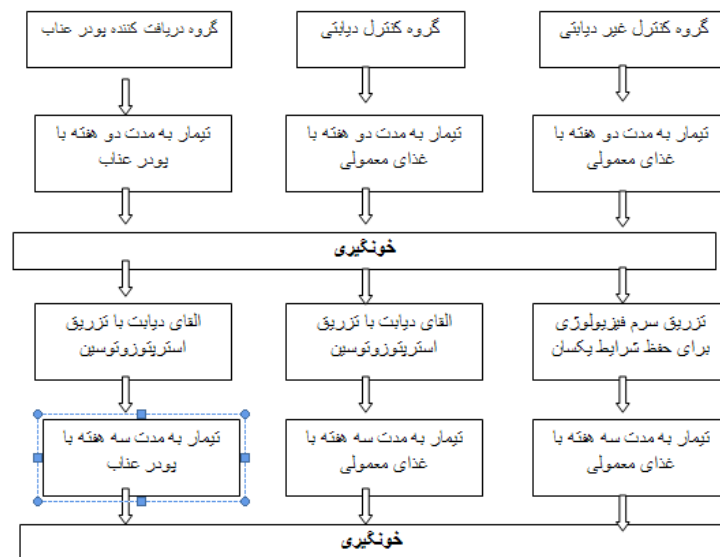 گروه کنترل غیر دیابتی
گروه کنترل دیابتی
گروه دریافت کننده پودر عناب
تیمار به مدت دو هفته با
غذای معمولی
تیمار به مدت دو هفته با
غذای معمولی
تیمار به مدت دو هفته با
پودر عناب
خونگیری
تزریق سرم فیزیولوژی
برای حفظ شرایط یکسان
القای دیابت با تزریق
استرپتوزوتوسین
القای دیابت با تزریق
استرپتوزوتوسین
تیمار به مدت سه هفته با
غذای معمولی
تیمار به مدت سه هفته با
غذای معمولی
تیمار به مدت سه هفته با
پودر عناب
خونگیری